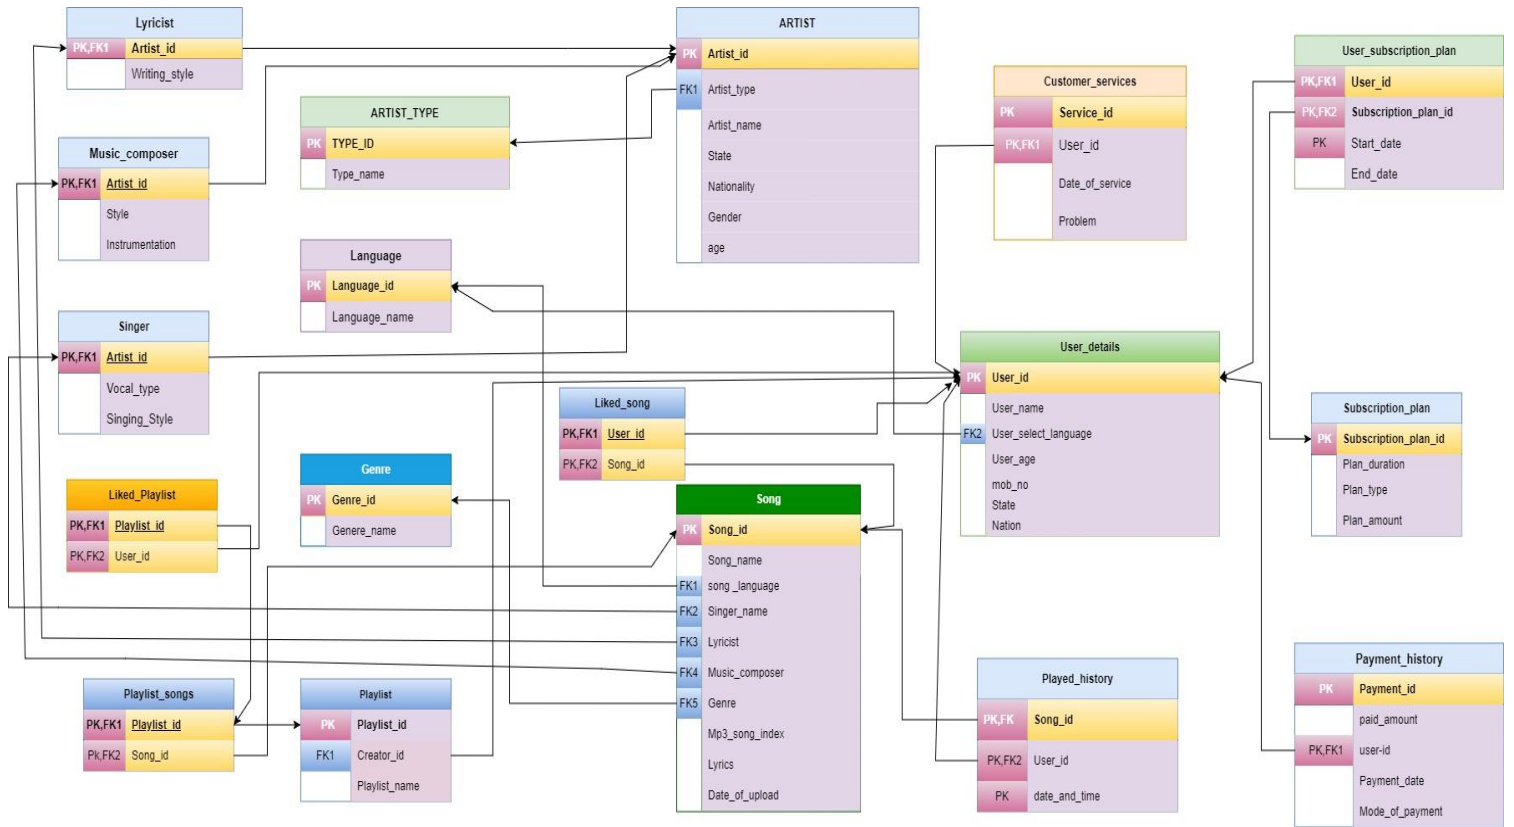 Lyricist
PK,FK1 Artist_id
Writing_style
Music_composer
PK,FK1 Artist_id
Style
Instrumentation
Singer
PK,FK1 Artist_id
Vocal_type
Singing_Style
Liked_Playlist
PK,FK1 Playlist_id
PK,FK2 User_id
Playlist_songs
PK,FK1 Playlist_id
Pk,FK2 Song_id
ARTIST_TYPE
PK TYPE_ID
Type_name
Language
PK Language_id
Language_name
Genre
PK Genre_id
Genere_name
Playlist
PK Playlist_id
FK1 Creator_id
Playlist_name
ARTIST
PK Artist_id
FK1 Artist_type
Artist_name
State
Nationality
Gender
age
Liked_song
PK,FK1 User_id
PK,FK2 Song_id
Song
PK Song_id
Song_name
FK1 song _language
FK2 Singer_name
FK3 Lyricist
FK4 Music_composer
FK5 Genre
Mp3_song_index
Lyrics
Date_of_upload
Customer_services
PK Service_id
PK,FK1 User_id
Date_of_service
Problem
User_details
PK User_id
User_name
FK2 User_select_language
User_age
mob_no
State
Nation
Played_history
PK,FK Song_id
PK,FK2 User_id
PK date_and_time
User_subscription_plan
PK,FK1 User_id
PK,FK2 Subscription_plan_id
PK Start_date
End_date
Subscription_plan
PK Subscription_plan_id
Plan_duration
Plan_type
Plan_amount
Payment_history
PK Payment_id
paid_amount
PK,FK1 user-id
Payment_date
Mode_of_payment